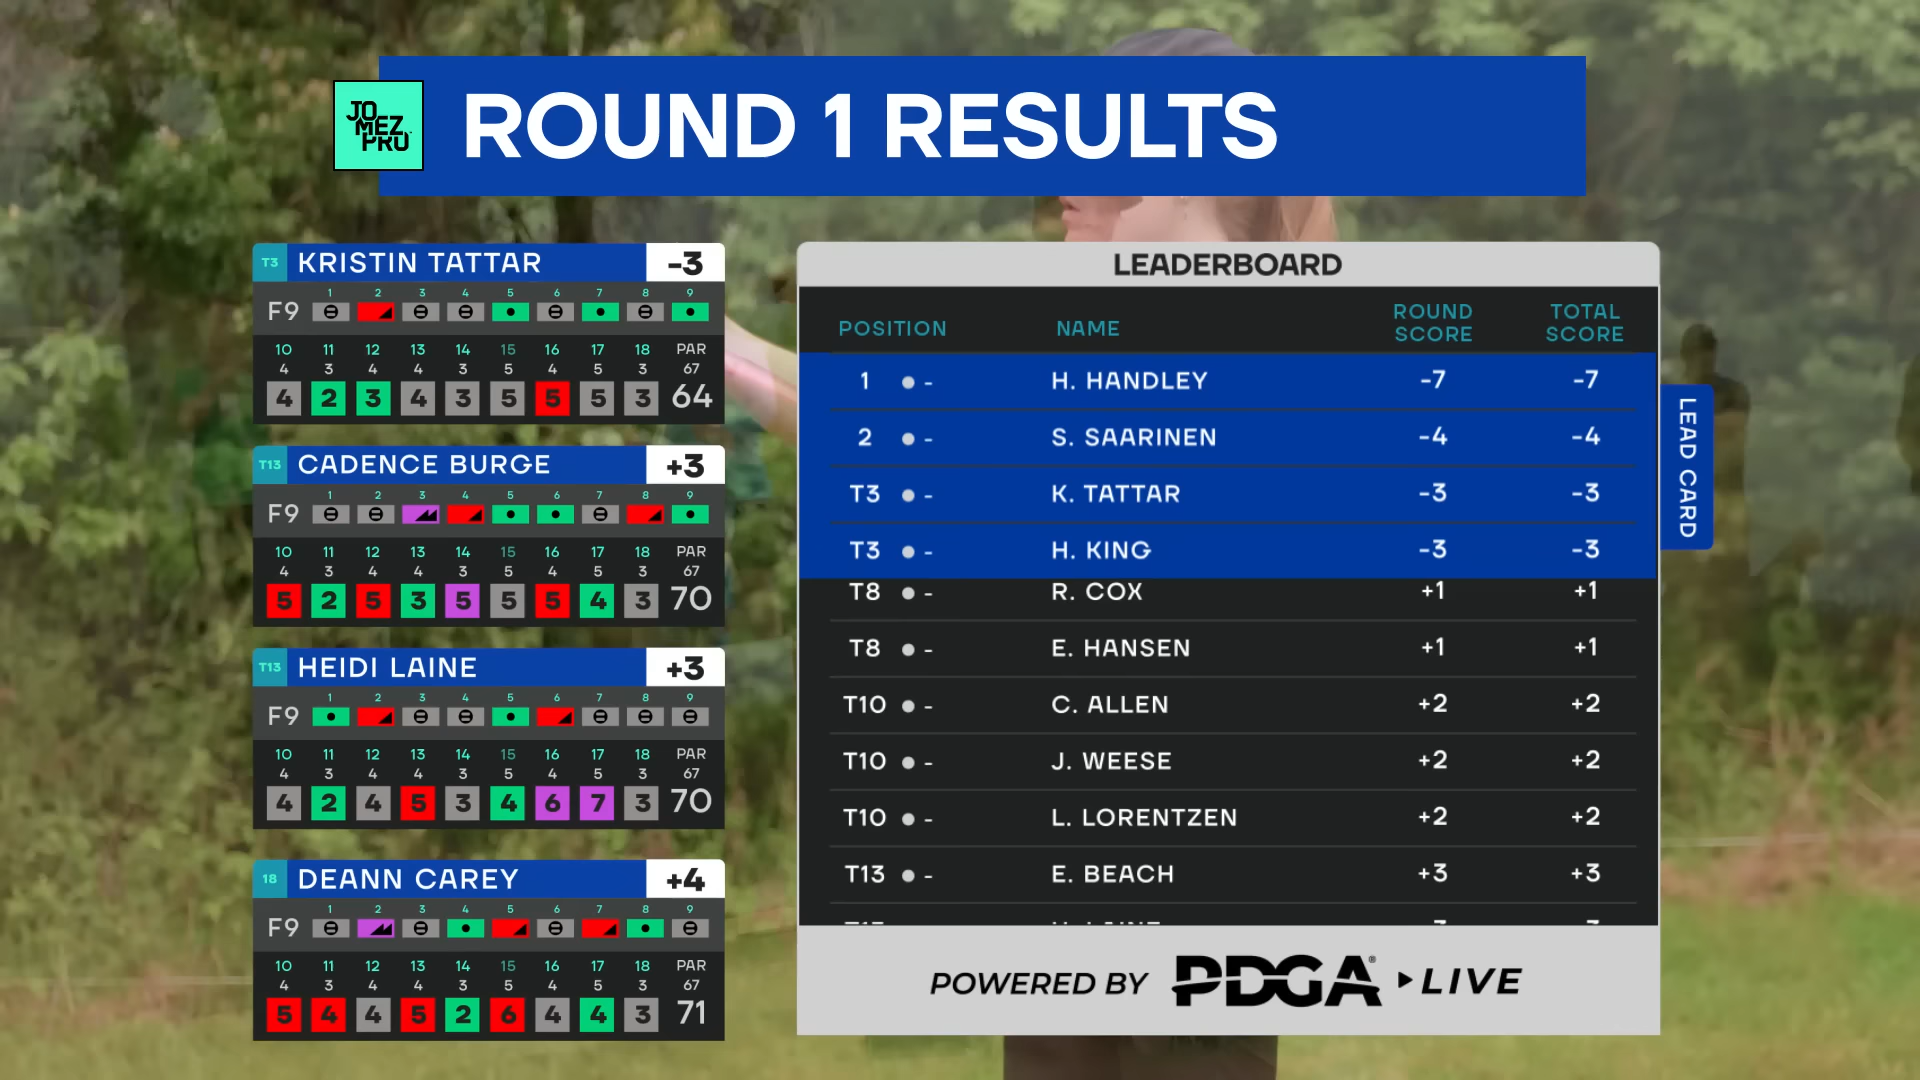 JOMEZPRO
ROUND 1 RESULTS
T3 KRISTIN TATTAR -3
1 2 3 4 5 6 7 8 9
F9
10 11 12 13 14 15 16 17 18 PAR
4 3 4 4 3 5 4 5 3 67
4 2 3 4 3 5 5 5 3 64
T13 CADENCE BURGE +3
1 2 3 4 5 6 7 8 9
F9
10 11 12 13 14 15 16 17 18 PAR
4 3 4 4 3 5 4 5 3 67
5 2 5 3 5 5 5 4 3 70
T13 HEIDI LAINE +3
1 2 3 4 5 6 7 8 9
F9
10 11 12 13 14 15 16 17 18 PAR
4 3 4 4 3 5 4 5 3 67
4 2 4 5 3 4 6 7 3 70
18 DEANN CAREY +4
1 2 3 4 5 6 7 8 9
F9
10 11 12 13 14 15 16 17 18 PAR
4 3 4 4 3 5 4 5 3 67
5 4 4 5 2 6 4 4 3 71
LEADERBOARD
POSITION NAME ROUND SCORE TOTAL SCORE
1 - H. HANDLEY -7 -7
2 - S. SAARINEN -4 -4
T3 - K. TATTAR -3 -3
T3 - H. KING -3 -3
T8 - R. COX +1 +1
T8 - E. HANSEN +1 +1
T10 - C. ALLEN +2 +2
T10 - J. WEESE +2 +2
T10 - L. LORENTZEN +2 +2
T13 - E. BEACH +3 +3
LEAD CARD
POWERED BY PDGA® LIVE